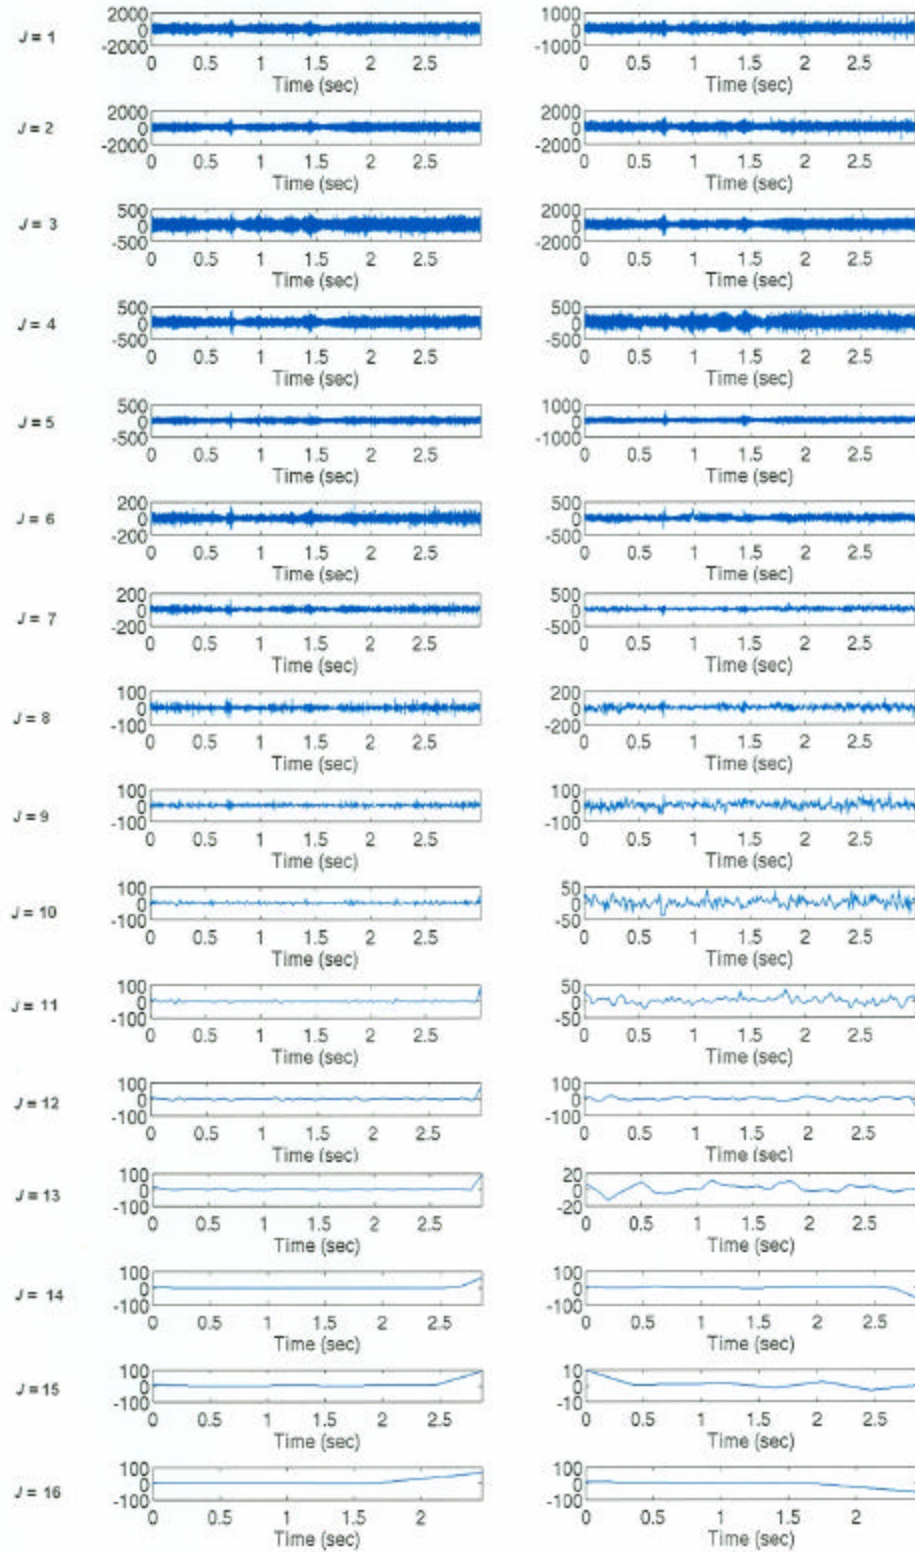 2000 1000
J = 1 0 0
-2000 -1000
0 0.5 1 1.5 2 2.5 0 0.5 1 1.5 2 2.5
Time (sec) Time (sec)
2000 2000
J = 2 0 0
-2000 -2000
0 0.5 1 1.5 2 2.5 0 0.5 1 1.5 2 2.5
Time (sec) Time (sec)
500 2000
J = 3 0 0
-500 -2000
0 0.5 1 1.5 2 2.5 0 0.5 1 1.5 2 2.5
Time (sec) Time (sec)
500 500
J = 4 0 0
-500 -500
0 0.5 1 1.5 2 2.5 0 0.5 1 1.5 2 2.5
Time (sec) Time (sec)
500 1000
J = 5 0 0
-500 -1000
0 0.5 1 1.5 2 2.5 0 0.5 1 1.5 2 2.5
Time (sec) Time (sec)
200 500
J = 6 0 0
-200 -500
0 0.5 1 1.5 2 2.5 0 0.5 1 1.5 2 2.5
Time (sec) Time (sec)
200 500
J = 7 0 0
-200 -500
0 0.5 1 1.5 2 2.5 0 0.5 1 1.5 2 2.5
Time (sec) Time (sec)
100 200
J = 8 0 0
-100 -200
0 0.5 1 1.5 2 2.5 0 0.5 1 1.5 2 2.5
Time (sec) Time (sec)
100 100
J = 9 0 0
-100 -100
0 0.5 1 1.5 2 2.5 0 0.5 1 1.5 2 2.5
Time (sec) Time (sec)
100 50
J = 10 0 0
-100 -50
0 0.5 1 1.5 2 2.5 0 0.5 1 1.5 2 2.5
Time (sec) Time (sec)
100 50
J = 11 0 0
-100 -50
0 0.5 1 1.5 2 2.5 0 0.5 1 1.5 2 2.5
Time (sec) Time (sec)
100 100
J = 12 0 0
-100 -100
0 0.5 1 1.5 2 2.5 0 0.5 1 1.5 2 2.5
Time (sec) Time (sec)
100 20
J = 13 0 0
-100 -20
0 0.5 1 1.5 2 2.5 0 0.5 1 1.5 2 2.5
Time (sec) Time (sec)
100 100
J = 14 0 0
-100 -100
0 0.5 1 1.5 2 2.5 0 0.5 1 1.5 2 2.5
Time (sec) Time (sec)
100 10
J = 15 0 0
-100 -10
0 0.5 1 1.5 2 2.5 0 0.5 1 1.5 2 2.5
Time (sec) Time (sec)
100 100
J = 16 0 0
-100 -100
0 0.5 1 1.5 2 0 0.5 1 1.5 2 2.5
Time (sec) Time (sec)